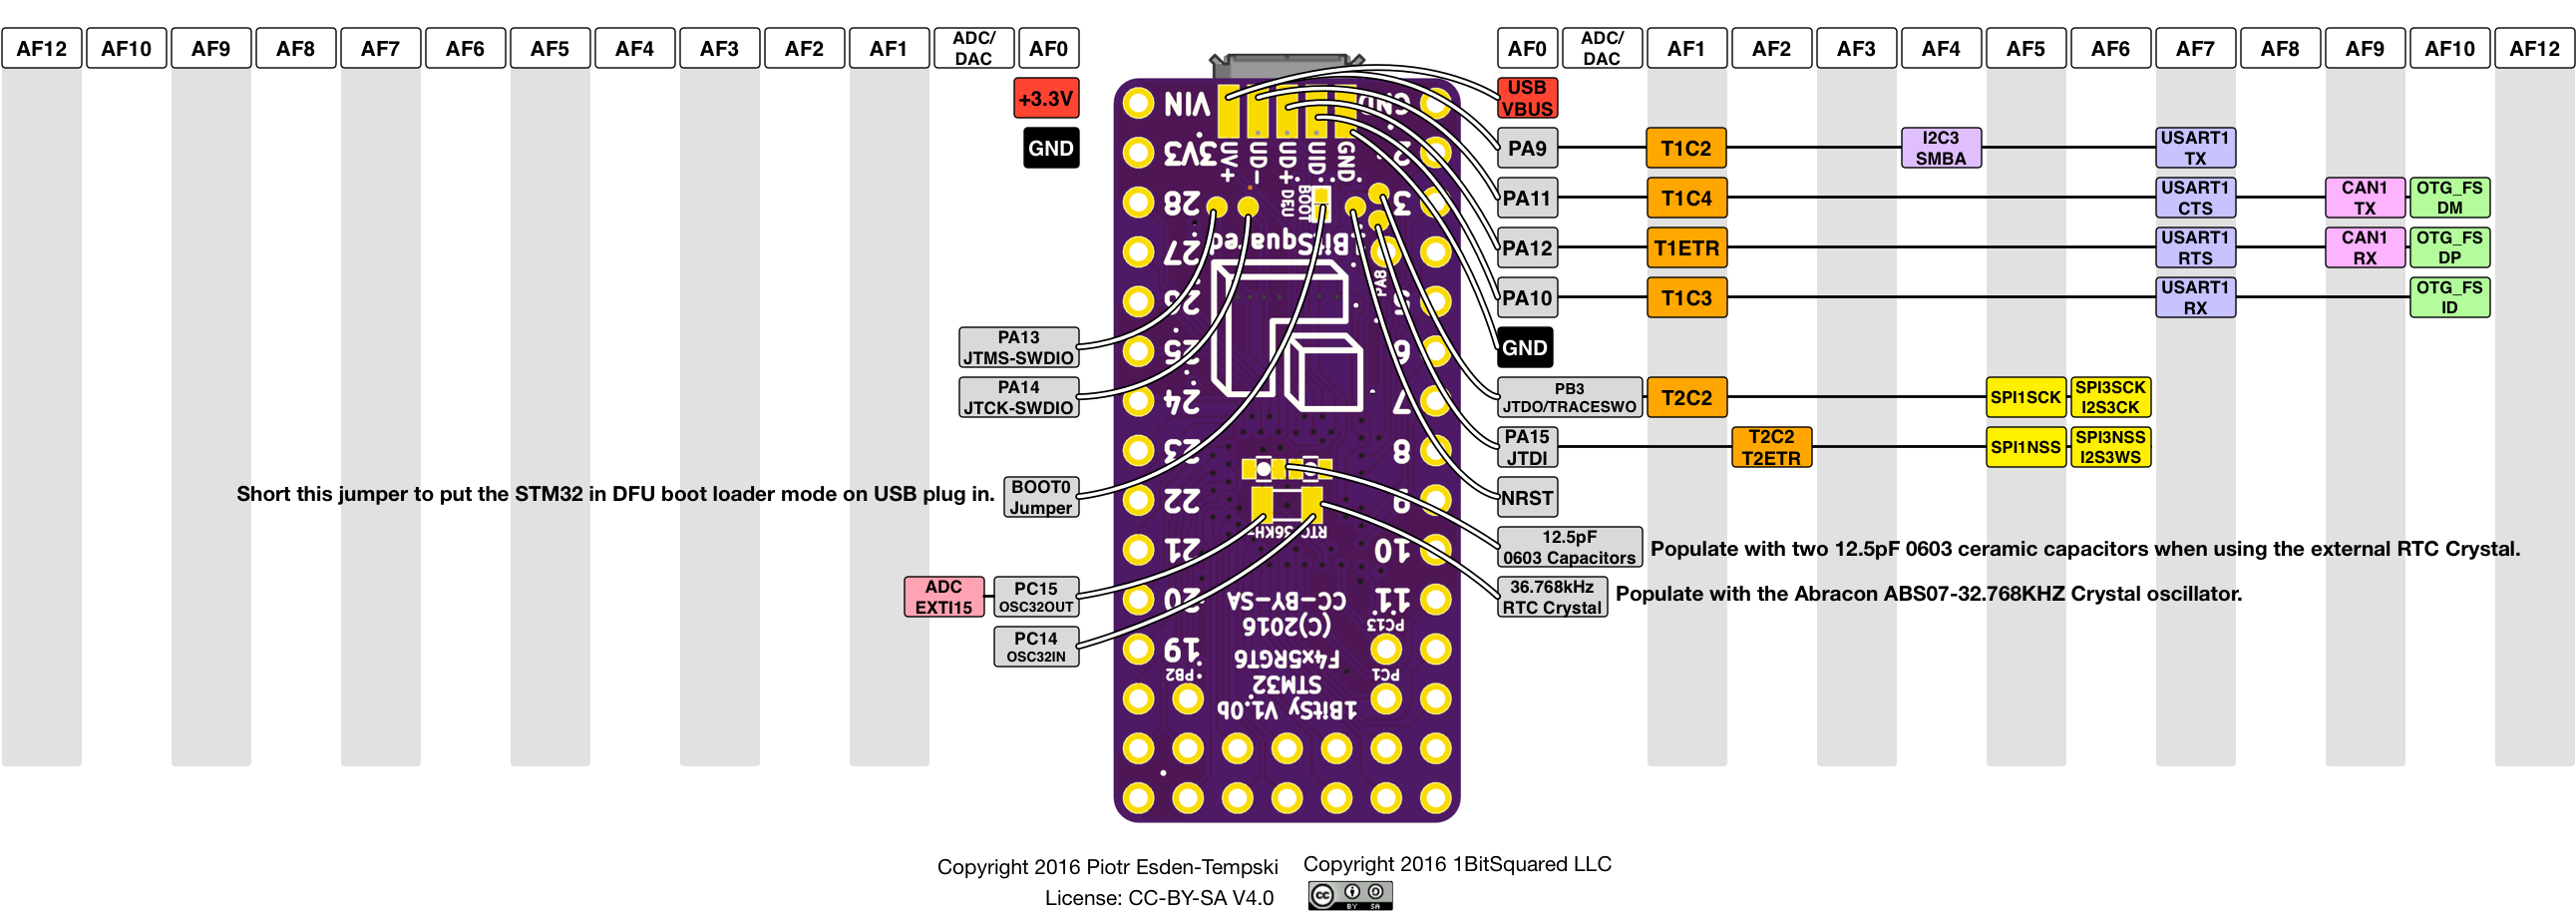 AF12 AF10 AF9 AF8 AF7 AF6 AF5 AF4 AF3 AF2 AF1 ADC/DAC AF0
AF0 ADC/DAC AF1 AF2 AF3 AF4 AF5 AF6 AF7 AF8 AF9 AF10 AF12
+3.3V
GND
PA13
JTMS-SWDIO
PA14
JTCK-SWDIO
Short this jumper to put the STM32 in DFU boot loader mode on USB plug in.
BOOT0
Jumper
ADC
EXTI15
PC15
OSC32OUT
PC14
OSC32IN
VIN
3V3
28
27
26
25
24
23
22
21
20
19
PB2
UV+
UD-
UD+
UID
GND
BOOT
DFU
1BitSquared
PA8
GND
2
3
5
6
7
8
9
10
11
PC13
PC1
CC-BY-SA
(C)2016
F4x5RGT6
STM32
1BitSy V1.0b
USB
VBUS
PA9 T1C2 I2C3 SMBA USART1 TX
PA11 T1C4 USART1 CTS CAN1 TX OTG_FS DM
PA12 T1ETR USART1 RTS CAN1 RX OTG_FS DP
PA10 T1C3 USART1 RX OTG_FS ID
GND
PB3 JTDO/TRACESWO T2C2 SPI1SCK SPI3SCK I2S3CK
PA15 JTDI T2C2 T2ETR SPI1NSS SPI3NSS I2S3WS
NRST
12.5pF
0603 Capacitors
Populate with two 12.5pF 0603 ceramic capacitors when using the external RTC Crystal.
36.768kHz
RTC Crystal
Populate with the Abracon ABS07-32.768KHZ Crystal oscillator.
Copyright 2016 Piotr Esden-Tempski
Copyright 2016 1BitSquared LLC
License: CC-BY-SA V4.0
cc
BY SA